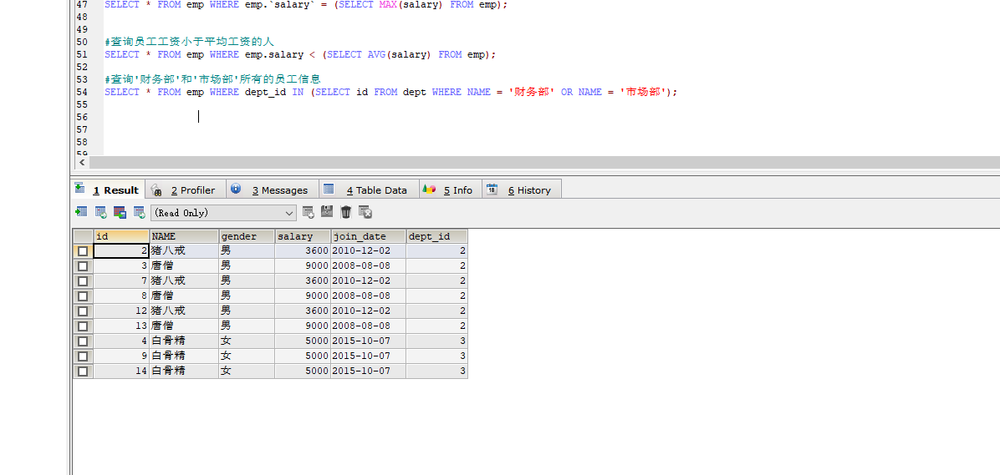 47 SELECT * FROM emp WHERE emp.`salary` = (SELECT MAX(salary) FROM emp);
48
49
50 #查询员工工资小于平均工资的人
51 SELECT * FROM emp WHERE emp.salary < (SELECT AVG(salary) FROM emp);
52
53 #查询'财务部'和'市场部'所有的员工信息
54 SELECT * FROM emp WHERE dept_id IN (SELECT id FROM dept WHERE NAME = '财务部' OR NAME = '市场部');
55
56
57
58
59
1 Result 2 Profiler 3 Messages 4 Table Data 5 Info 18 6 History
(Read Only)
id NAME gender salary join_date dept_id
2 猪八戒 男 3600 2010-12-02 2
3 唐僧 男 9000 2008-08-08 2
7 猪八戒 男 3600 2010-12-02 2
8 唐僧 男 9000 2008-08-08 2
12 猪八戒 男 3600 2010-12-02 2
13 唐僧 男 9000 2008-08-08 2
4 白骨精 女 5000 2015-10-07 3
9 白骨精 女 5000 2015-10-07 3
14 白骨精 女 5000 2015-10-07 3